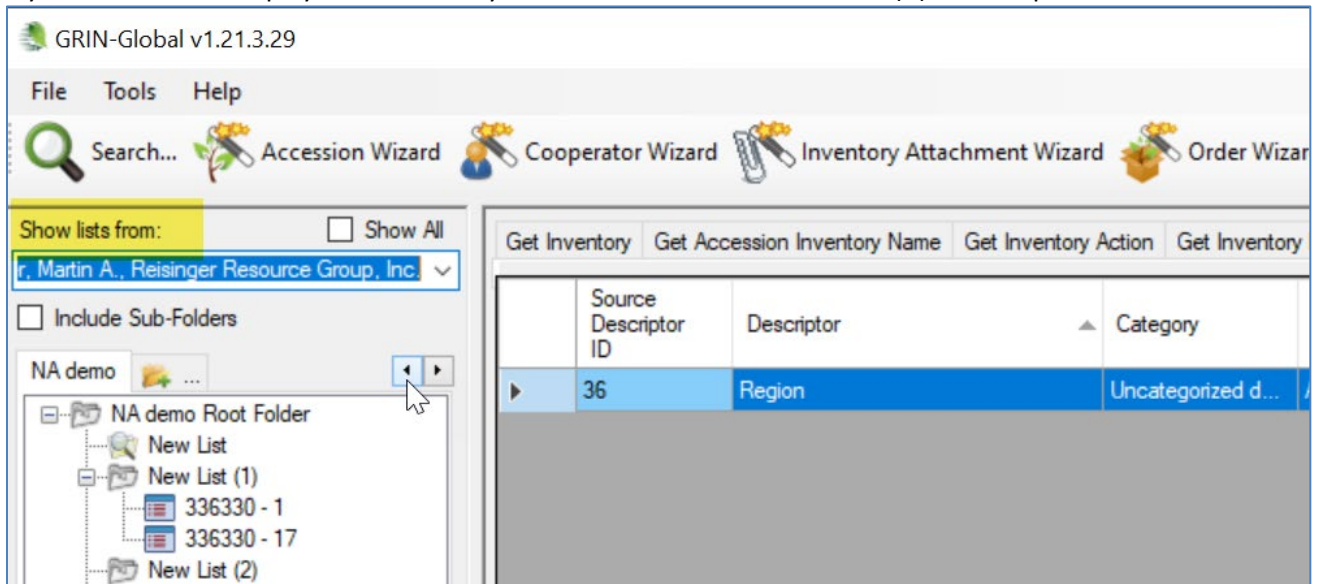 GRIN-Global v1.21.3.29
File Tools Help
Search... Accession Wizard Cooperator Wizard Inventory Attachment Wizard Order Wizar
Show lists from: Show All
r, Martin A., Reisinger Resource Group, Inc.
Include Sub-Folders
NA demo ...
NA demo Root Folder
New List
New List (1)
336330 - 1
336330 - 17
New List (2)
Get Inventory Get Accession Inventory Name Get Inventory Action Get Inventory
Source Descriptor ID Descriptor Category
36 Region Uncategorized d...